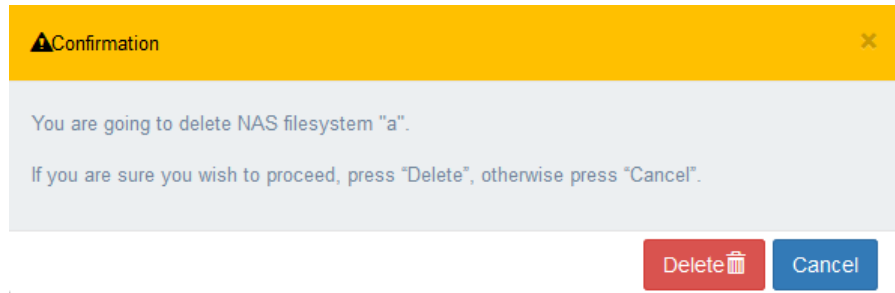 Confirmation
You are going to delete NAS filesystem "a".
If you are sure you wish to proceed, press “Delete”, otherwise press “Cancel”.
Delete
Cancel